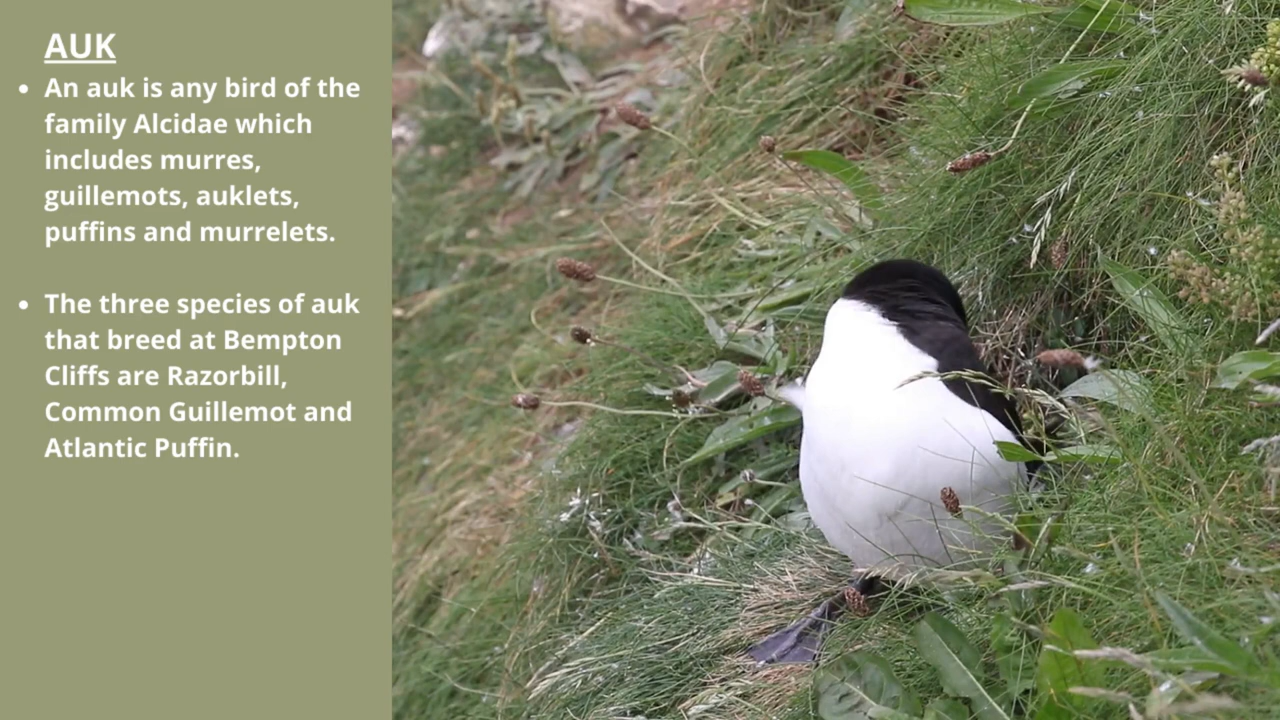 AUK
• An auk is any bird of the
family Alcidae which
includes murres,
guillemots, auklets,
puffins and murrelets.
• The three species of auk
that breed at Bempton
Cliffs are Razorbill,
Common Guillemot and
Atlantic Puffin.